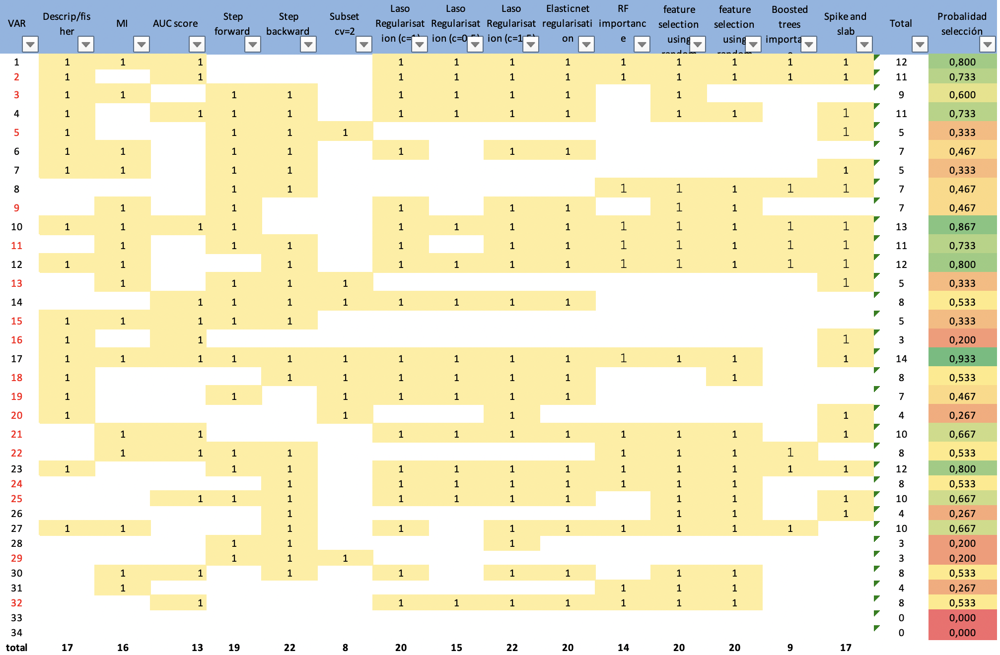 VAR Descrip/fisher MI AUC score Step forward Step backward Subset cv=2 Laso Regularisation (c=1) Laso Regularisation (c=0,5) Laso Regularisation (c=1,5) Elasticnet regularisation RF importance feature selection using random feature selection using random Boosted trees importa Spike and slab Total Probalidad selección
1 1 1 1 1 1 1 1 1 1 1 1 1 12 0,800
2 1 1 1 1 1 1 1 1 1 1 1 11 0,733
3 1 1 1 1 1 1 1 1 1 9 0,600
4 1 1 1 1 1 1 1 1 1 1 1 11 0,733
5 1 1 1 1 1 5 0,333
6 1 1 1 1 1 1 1 7 0,467
7 1 1 1 1 1 5 0,333
8 1 1 1 1 1 1 1 7 0,467
9 1 1 1 1 1 1 1 7 0,467
10 1 1 1 1 1 1 1 1 1 1 1 1 1 13 0,867
11 1 1 1 1 1 1 1 1 1 1 1 11 0,733
12 1 1 1 1 1 1 1 1 1 1 1 1 12 0,800
13 1 1 1 1 1 5 0,333
14 1 1 1 1 1 1 1 1 8 0,533
15 1 1 1 1 1 5 0,333
16 1 1 1 3 0,200
17 1 1 1 1 1 1 1 1 1 1 1 1 1 1 14 0,933
18 1 1 1 1 1 1 1 1 8 0,533
19 1 1 1 1 1 1 1 7 0,467
20 1 1 1 1 4 0,267
21 1 1 1 1 1 1 1 1 1 1 10 0,667
22 1 1 1 1 1 1 1 1 8 0,533
23 1 1 1 1 1 1 1 1 1 1 1 1 12 0,800
24 1 1 1 1 1 1 1 1 8 0,533
25 1 1 1 1 1 1 1 1 1 1 10 0,667
26 1 1 1 1 4 0,267
27 1 1 1 1 1 1 1 1 1 1 10 0,667
28 1 1 1 3 0,200
29 1 1 1 3 0,200
30 1 1 1 1 1 1 1 1 8 0,533
31 1 1 1 1 4 0,267
32 1 1 1 1 1 1 1 1 8 0,533
33 0 0,000
34 0 0,000
total 17 16 13 19 22 8 20 15 22 20 14 20 20 9 17